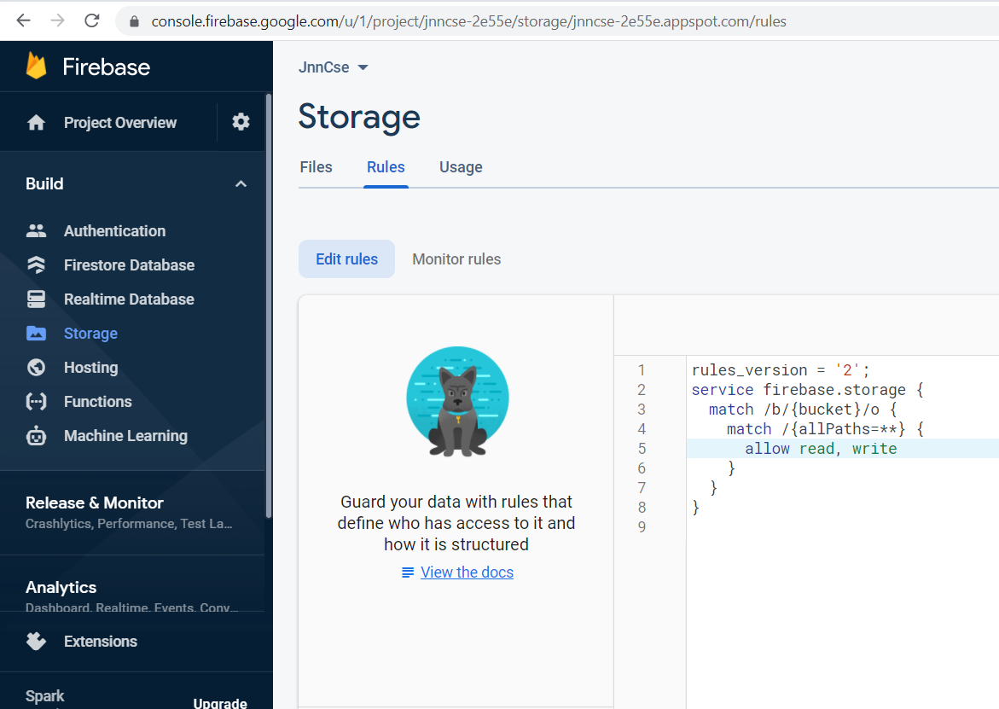 console.firebase.google.com/u/1/project/jnncse-2e55e/storage/jnncse-2e55e.appspot.com/rules
Firebase
Project Overview
Build
Authentication
Firestore Database
Realtime Database
Storage
Hosting
Functions
Machine Learning
Release & Monitor
Crashlytics, Performance, Test La...
Analytics
Dashboard, Realtime, Events, Conv...
Extensions
Spark
Upgrade
JnnCse
Storage
Files Rules Usage
Edit rules Monitor rules
Guard your data with rules that
define who has access to it and
how it is structured
View the docs
1 rules_version = '2';
2 service firebase.storage {
3 match /b/{bucket}/o {
4 match /{allPaths=**} {
5 allow read, write
6 }
7 }
8 }
9